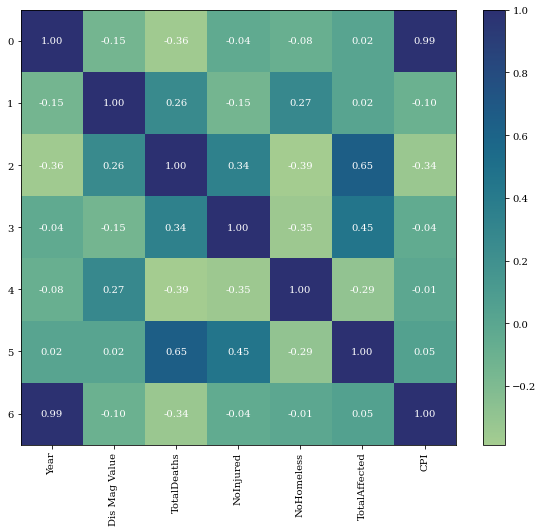 0 1.00 -0.15 -0.36 -0.04 -0.08 0.02 0.99
1 -0.15 1.00 0.26 -0.15 0.27 0.02 -0.10
2 -0.36 0.26 1.00 0.34 -0.39 0.65 -0.34
3 -0.04 -0.15 0.34 1.00 -0.35 0.45 -0.04
4 -0.08 0.27 -0.39 -0.35 1.00 -0.29 -0.01
5 0.02 0.02 0.65 0.45 -0.29 1.00 0.05
6 0.99 -0.10 -0.34 -0.04 -0.01 0.05 1.00
Year
Dis Mag Value
TotalDeaths
NoInjured
NoHomeless
TotalAffected
CPI
1.0
0.8
0.6
0.4
0.2
0.0
−0.2